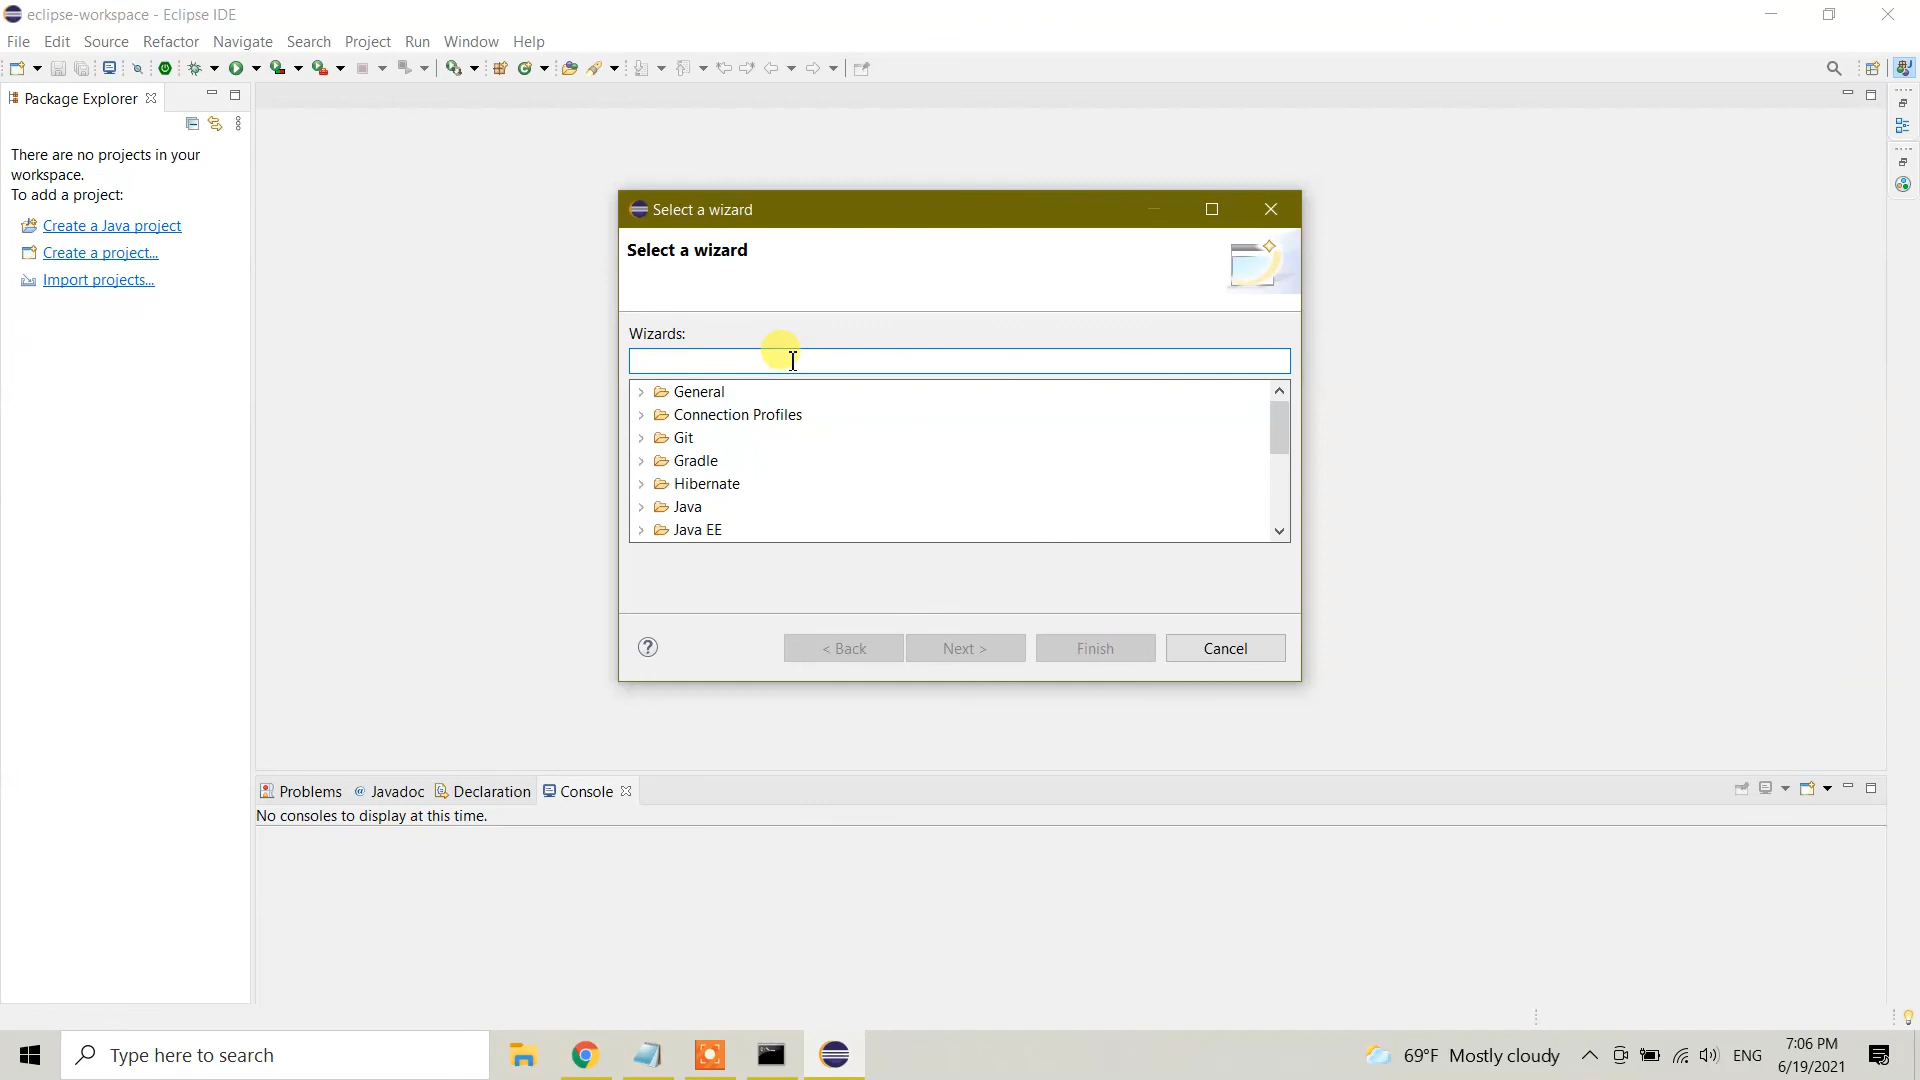 eclipse-workspace - Eclipse IDE
File Edit Source Refactor Navigate Search Project Run Window Help
Package Explorer
There are no projects in your
workspace.
To add a project:
Create a Java project
Create a project...
Import projects...
Select a wizard
Select a wizard
Wizards:
General
Connection Profiles
Git
Gradle
Hibernate
Java
Java EE
< Back Next > Finish Cancel
Problems @ Javadoc Declaration Console
No consoles to display at this time.
Type here to search
69°F Mostly cloudy
ENG
7:06 PM
6/19/2021